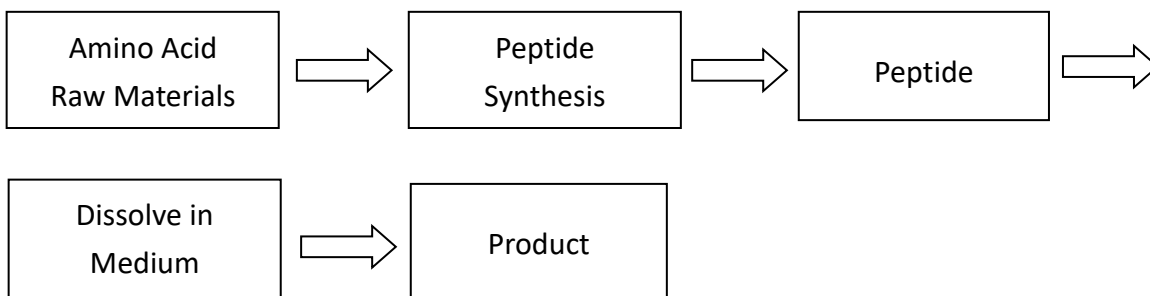 Amino Acid
Raw Materials
Peptide
Synthesis
Peptide
Dissolve in
Medium
Product